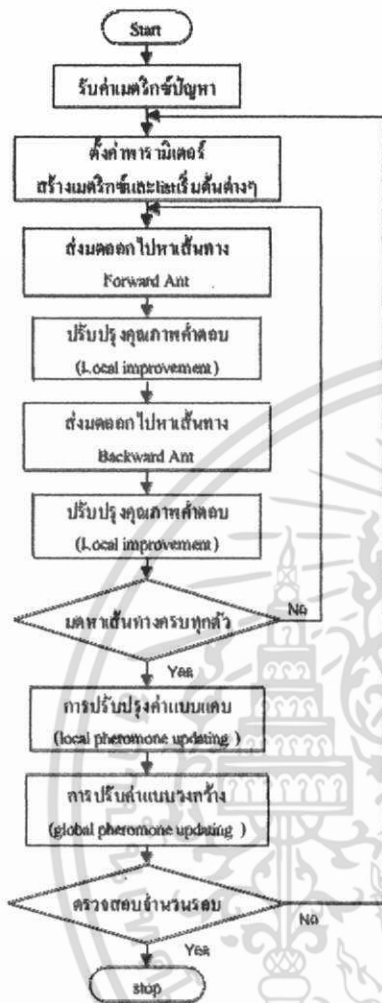 Start
รับค่าเมตริกซ์ปัญหา
ตั้งค่าพารามิเตอร์
สร้างเมตริกซ์และlistเริ่มต้นต่างๆ
ส่งมดออกไปหาเส้นทาง
Forward Ant
ปรับปรุงคุณภาพคำตอบ
(Local improvement)
ส่งมดออกไปหาเส้นทาง
Backward Ant
ปรับปรุงคุณภาพคำตอบ
(Local improvement)
มดหาเส้นทางครบทุกตัว
No
Yes
การปรับปรุงค่าแบบแคบ
(local pheromone updating )
การปรับค่าแบบวงกว้าง
(global pheromone updating )
ตรวจสอบจำนวนรอบ
No
Yes
stop